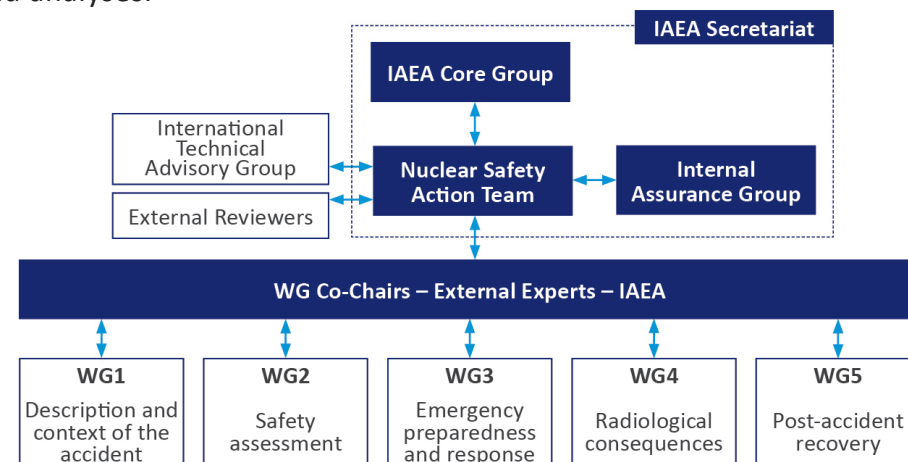 analyses.
IAEA Secretariat
IAEA Core Group
International
Technical
Advisory Group
Nuclear Safety
Action Team
Internal
Assurance Group
External Reviewers
WG Co-Chairs – External Experts – IAEA
WG1
Description and
context of the
accident
WG2
Safety
assessment
WG3
Emergency
preparedness
and response
WG4
Radiological
consequences
WG5
Post-accident
recovery